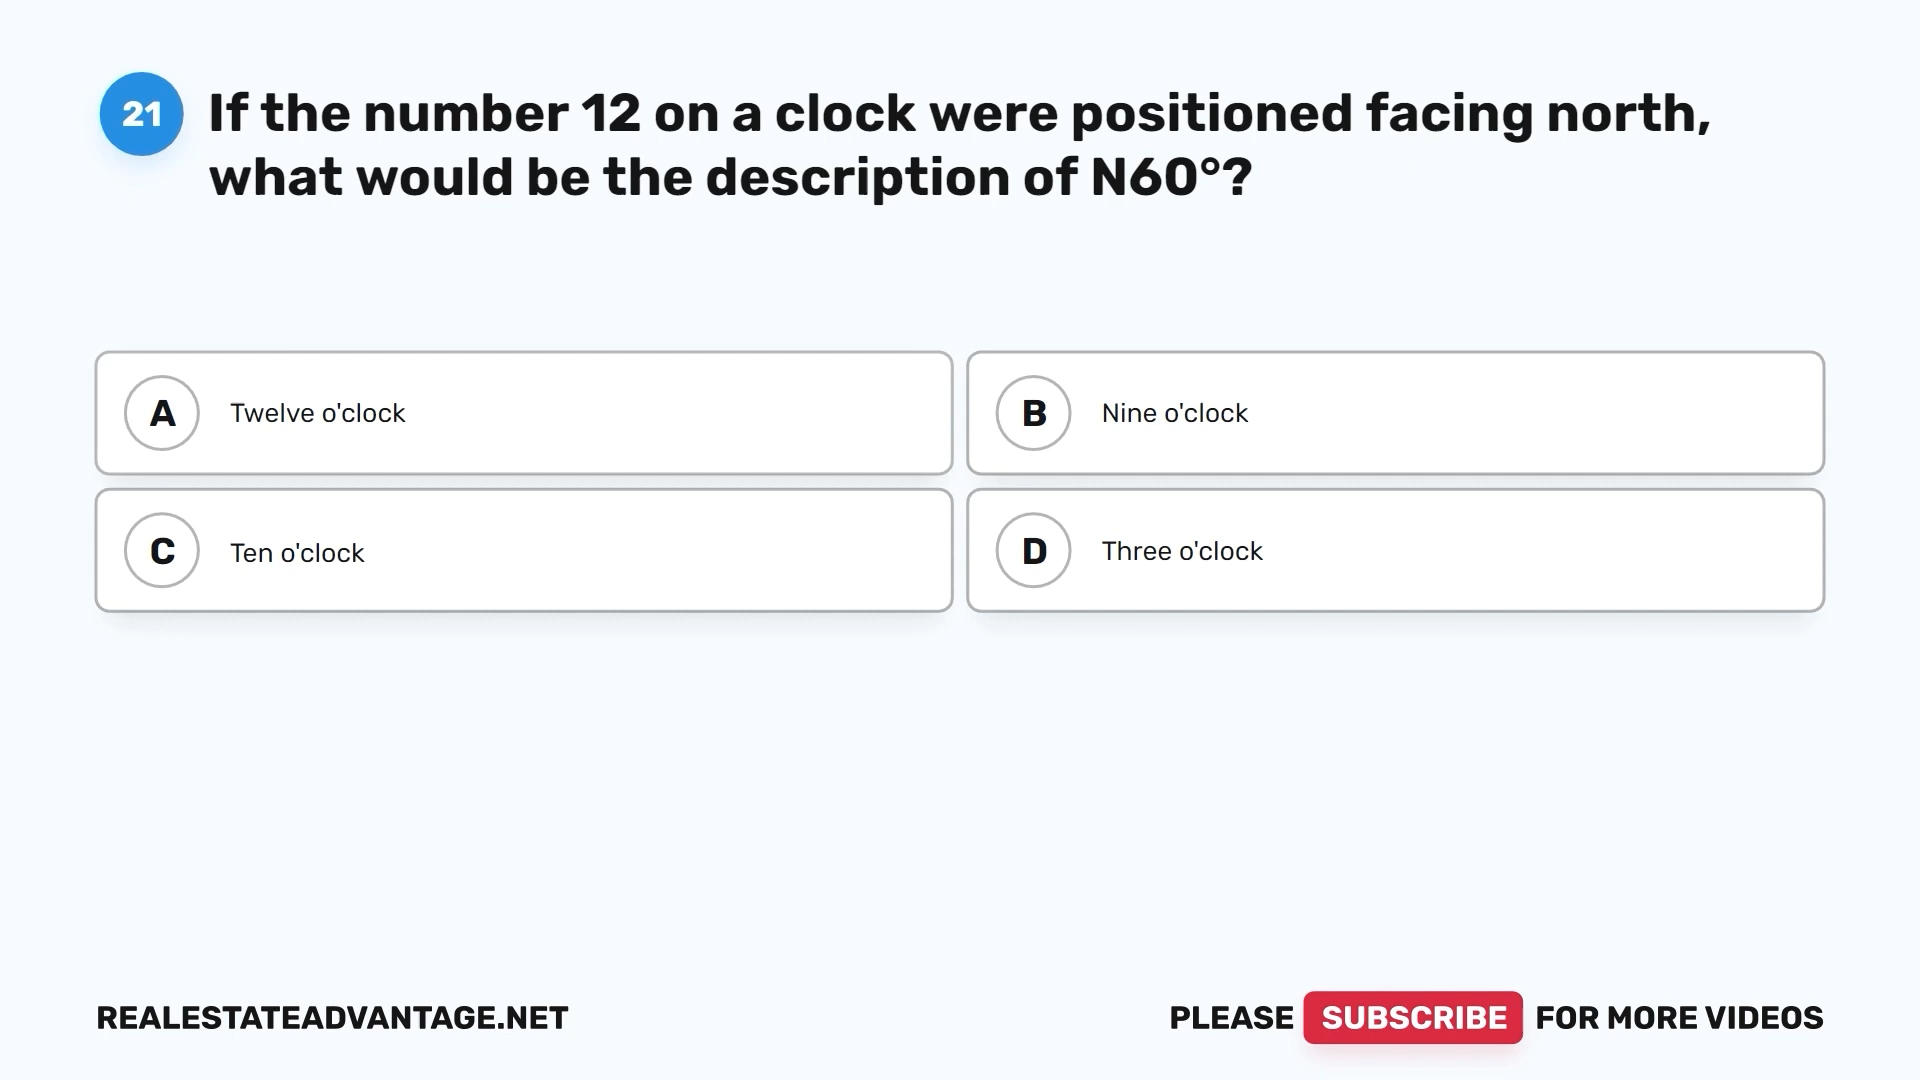 21
If the number 12 on a clock were positioned facing north,
what would be the description of N60°?
A
Twelve o'clock
B
Nine o'clock
C
Ten o'clock
D
Three o'clock
REALESTATEADVANTAGE.NET
PLEASE SUBSCRIBE FOR MORE VIDEOS